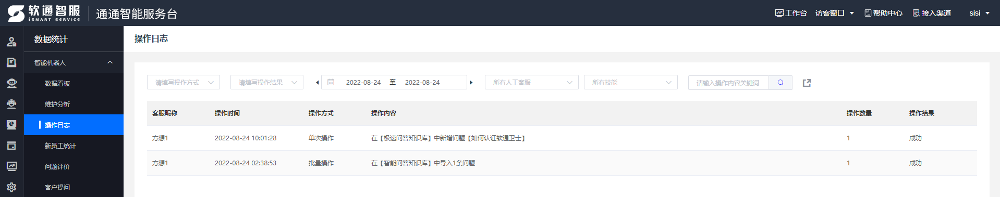 软通智服
iSMART SERVICE
通通智能服务台
工作台
访客窗口
帮助中心
接入渠道
sisi
数据统计
智能机器人
数据看板
维护分析
操作日志
新员工统计
问题评价
客户提问
操作日志
请填写操作方式
请填写操作结果
2022-08-24 至 2022-08-24
所有人工客服
所有技能
请输入操作内容关键词
客服昵称 操作时间 操作方式 操作内容 操作数量 操作结果
方想1 2022-08-24 10:01:28 单次操作 在【极速问答知识库】中新增问题【如何认证软通卫士】 1 成功
方想1 2022-08-24 02:38:53 批量操作 在【智能问答知识库】中导入1条问题 1 成功